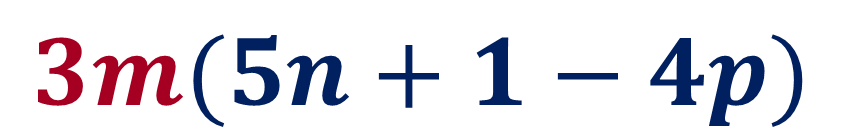 3m(5n + 1 − 4p)